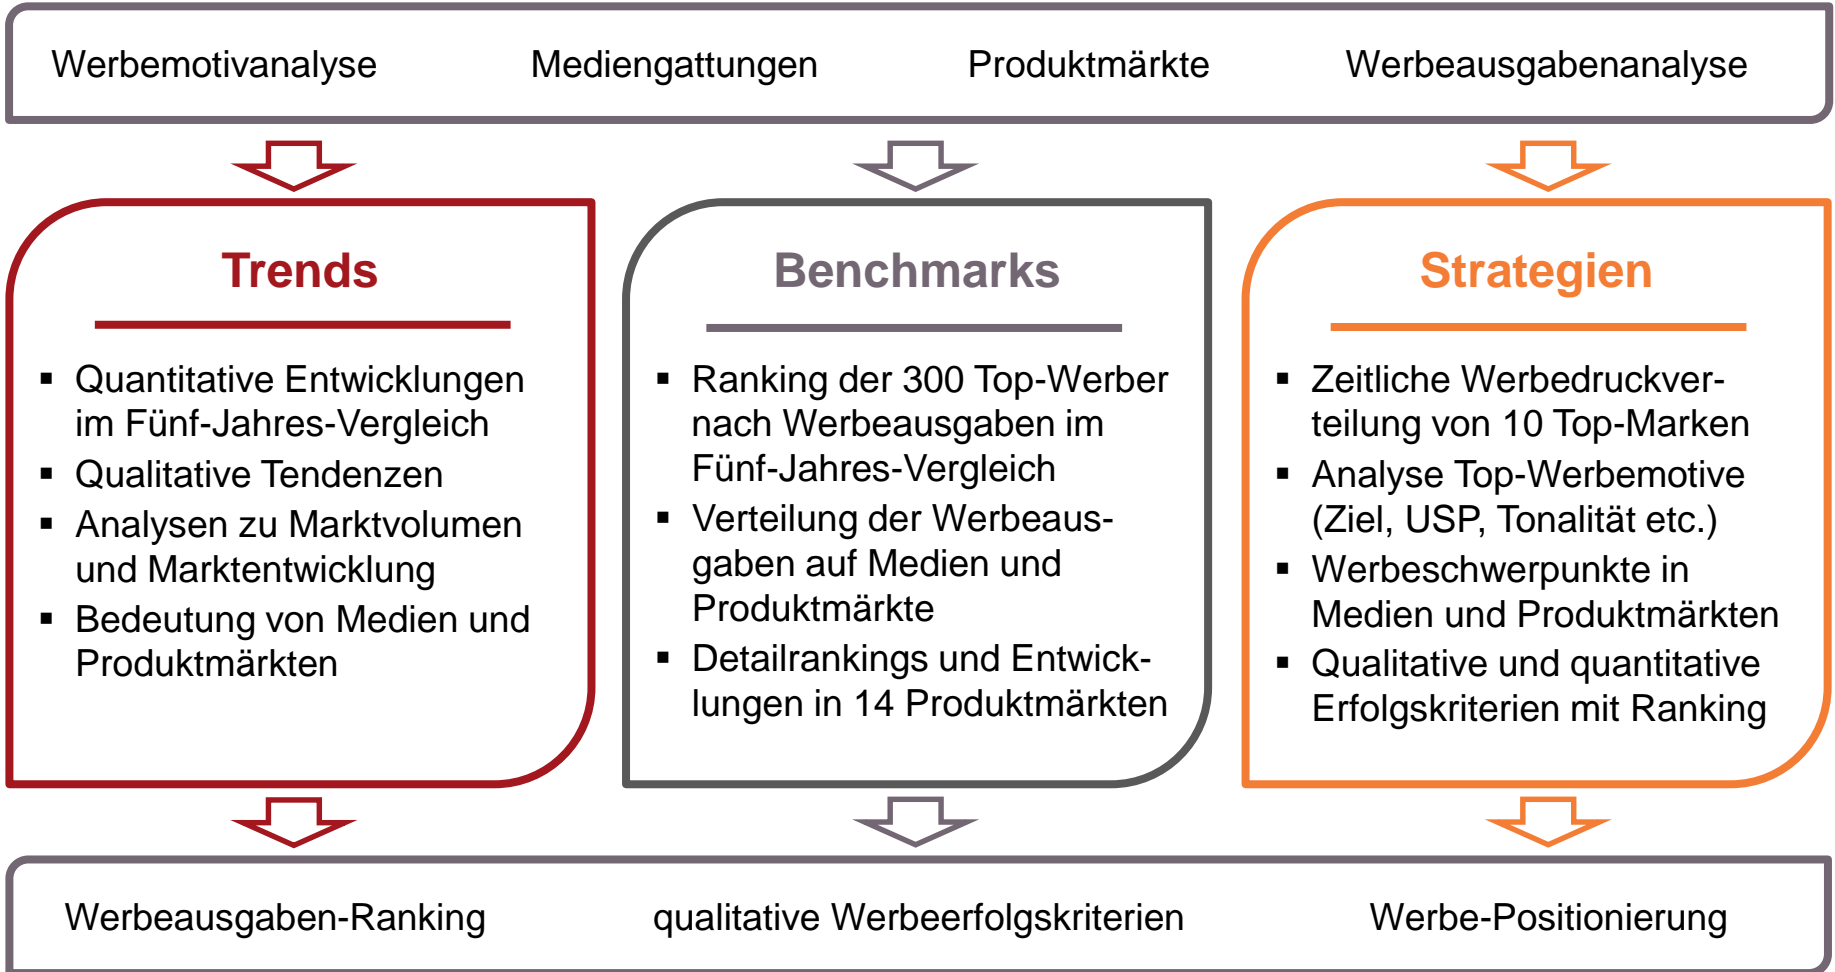 Werbemotivanalyse Mediengattungen Produktmärkte Werbeausgabenanalyse
Trends
▪ Quantitative Entwicklungen
im Fünf-Jahres-Vergleich
▪ Qualitative Tendenzen
▪ Analysen zu Marktvolumen
und Marktentwicklung
▪ Bedeutung von Medien und
Produktmärkten
Benchmarks
▪ Ranking der 300 Top-Werber
nach Werbeausgaben im
Fünf-Jahres-Vergleich
▪ Verteilung der Werbeaus-
gaben auf Medien und
Produktmärkte
▪ Detailrankings und Entwick-
lungen in 14 Produktmärkten
Strategien
▪ Zeitliche Werbedruckver-
teilung von 10 Top-Marken
▪ Analyse Top-Werbemotive
(Ziel, USP, Tonalität etc.)
▪ Werbeschwerpunkte in
Medien und Produktmärkten
▪ Qualitative und quantitative
Erfolgskriterien mit Ranking
Werbeausgaben-Ranking qualitative Werbeerfolgskriterien Werbe-Positionierung